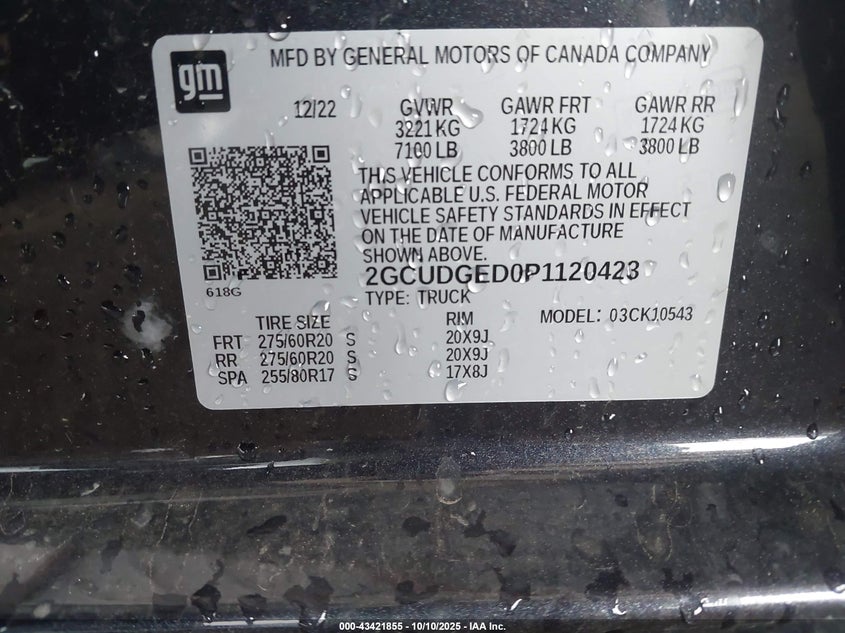 gm
MFD BY GENERAL MOTORS OF CANADA COMPANY
12/22 GVWR GAWR FRT GAWR RR
3221 KG 1724 KG 1724 KG
7100 LB 3800 LB 3800 LB
THIS VEHICLE CONFORMS TO ALL
APPLICABLE U.S. FEDERAL MOTOR
VEHICLE SAFETY STANDARDS IN EFFECT
ON THE DATE OF MANUFACTURE
SHOWN ABOVE.
2GCUDGED0P1120423
618G
TYPE: TRUCK
TIRE SIZE RIM MODEL: 03CK10543
FRT 275/60R20 S 20X9J
RR 275/60R20 S 20X9J
SPA 255/80R17 S 17X8J
000-43421855 - 10/10/2025 - IAA Inc.